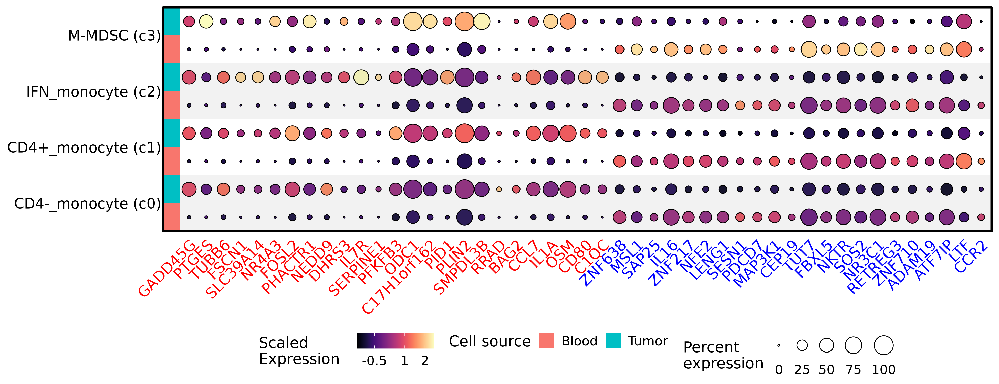 M-MDSC (c3)
IFN_monocyte (c2)
CD4+_monocyte (c1)
CD4-_monocyte (c0)
GADD45G
PTGES
TUBB6
FSCN1
SLC39A14
NR4A3
FOSL2
PHACTR1
NEDD9
DHRS3
IL7R
SERPINE1
PFKFB3
ODC1
C17H1orf162
PID1
PLIN2
SMPDL3B
RRAD
BAG2
CCL7
IL1A
OSM
CD80
C1QC
ZNF638
MSL1
SAP25
IL16
ZNF217
NFE2
LENG1
SESN1
PDCD7
MAP3K1
CEP19
TUT7
FBXL5
NKTR
SOS2
NR3C1
RETREG3
ZNF710
ADAM19
ATF7IP
LTF
CCR2
Scaled
Expression
-0.5 1 2
Cell source
Blood
Tumor
Percent
expression
0 25 50 75 100